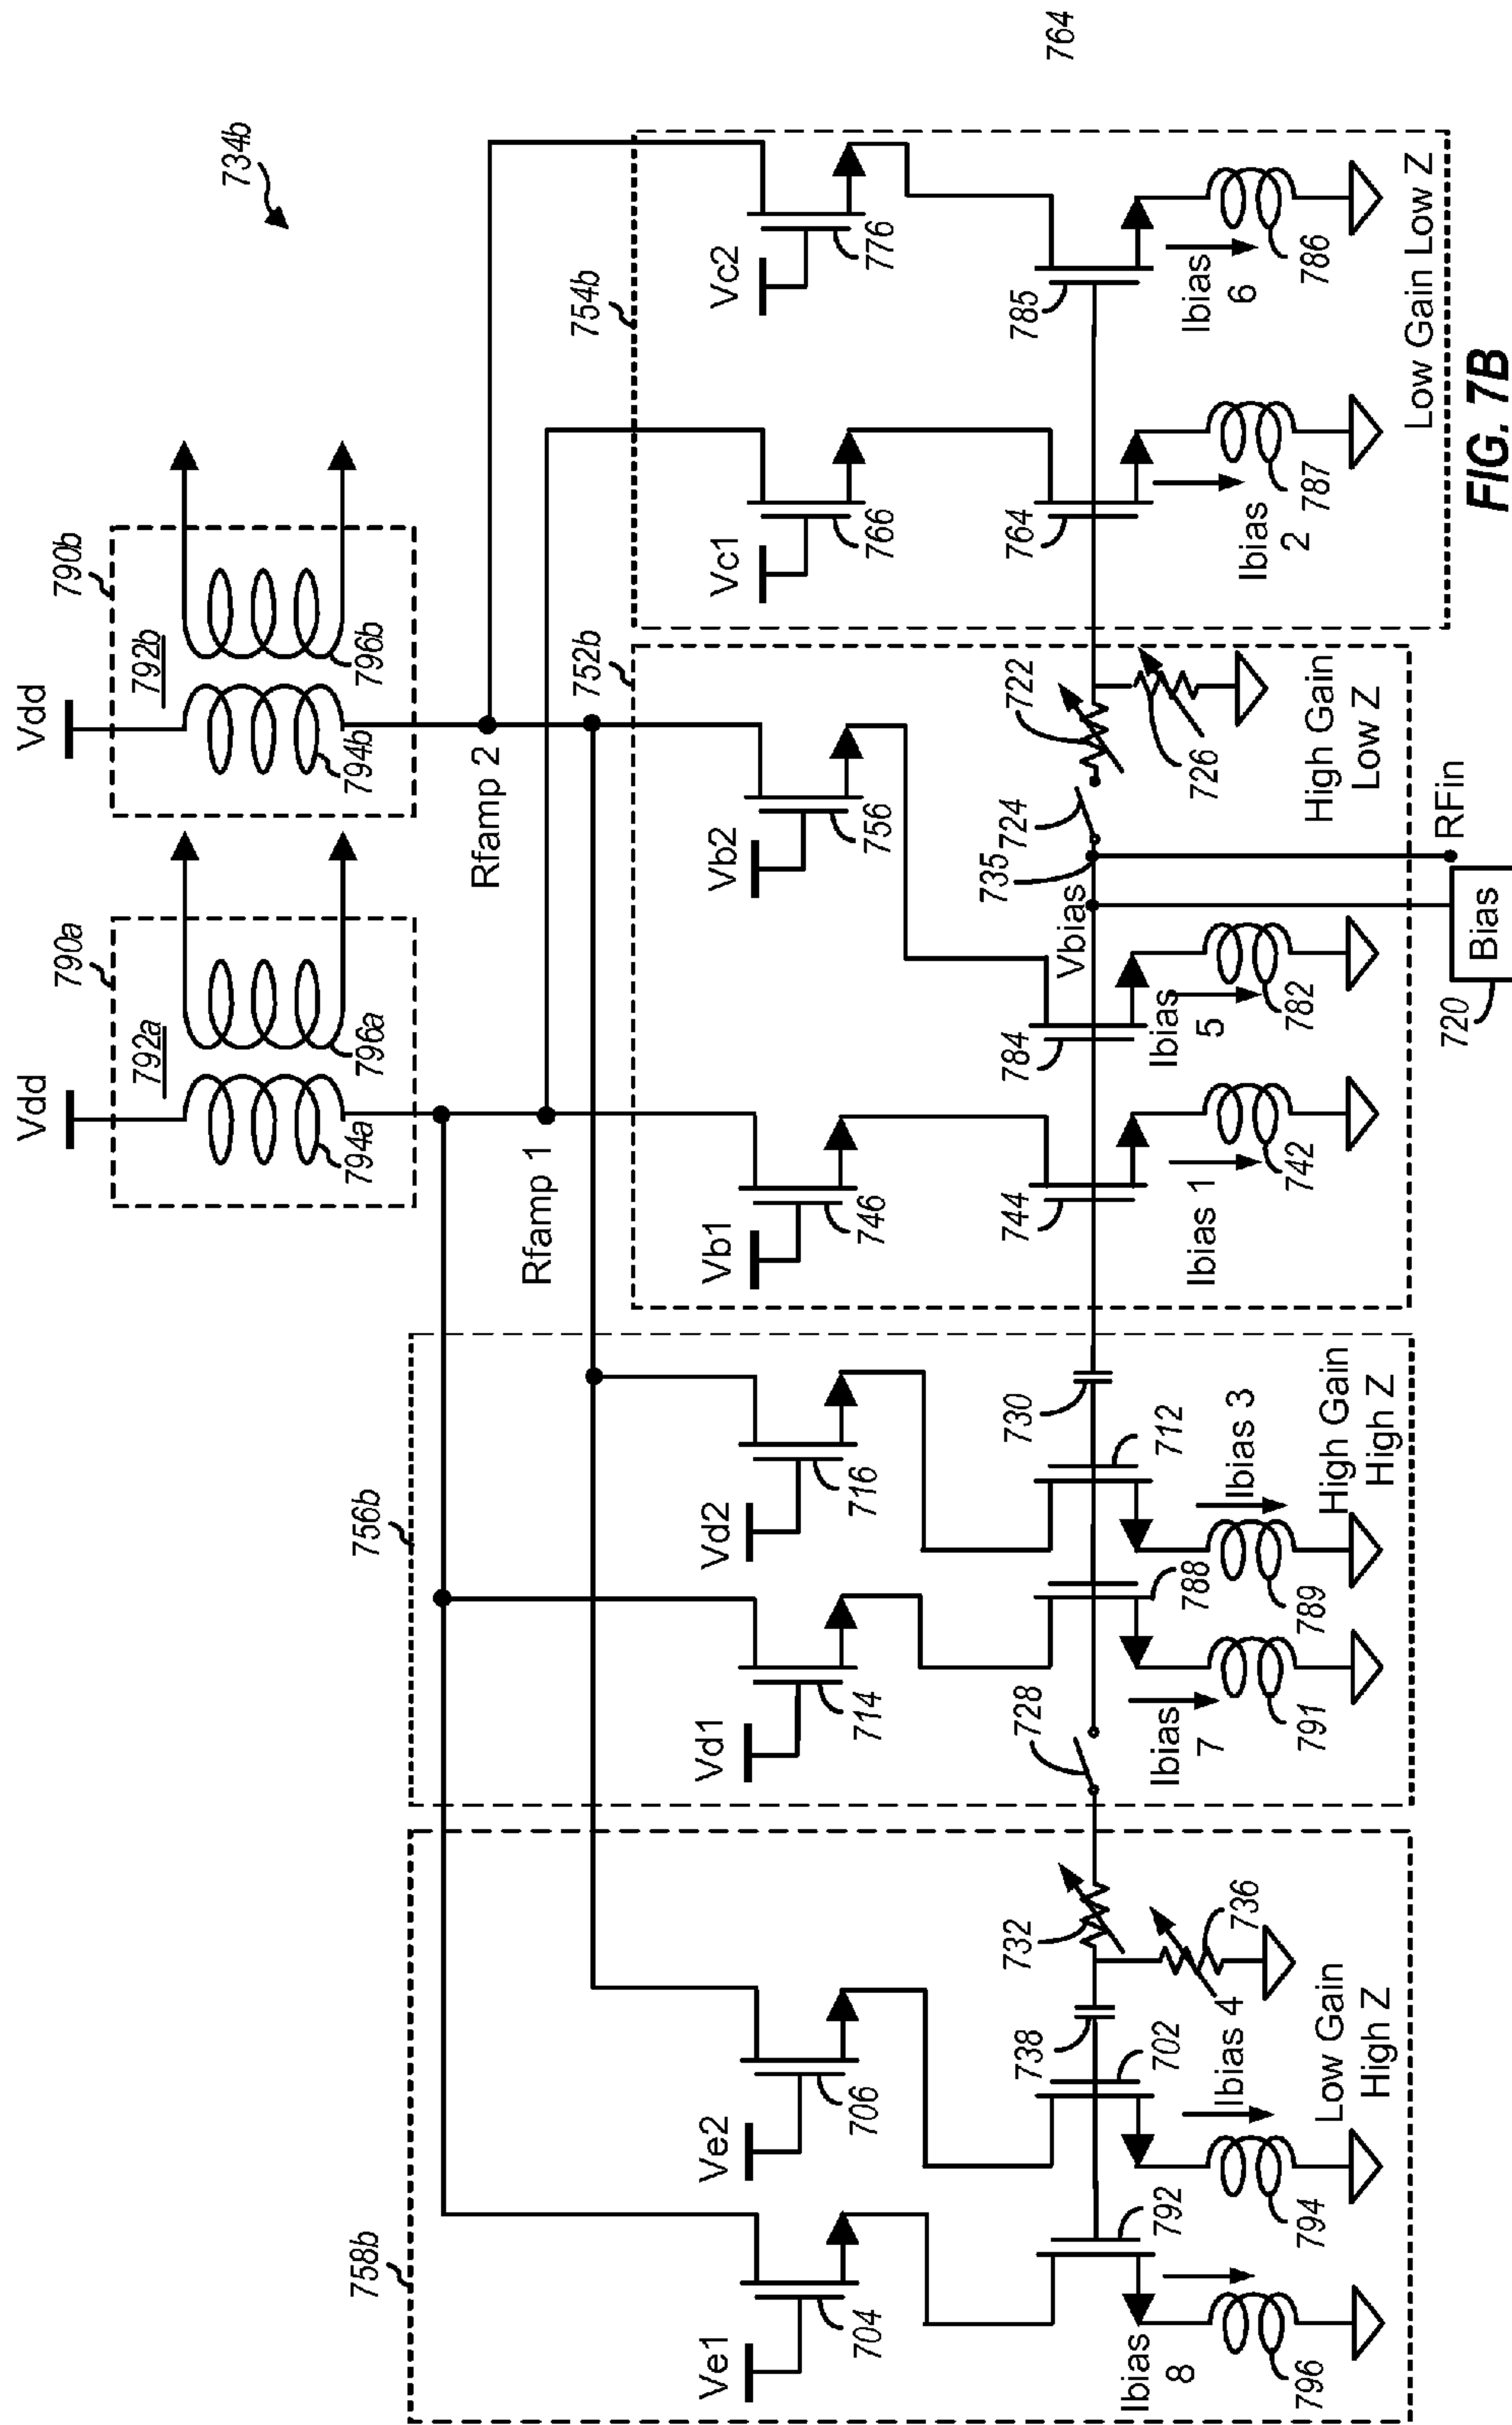 734b
790a
790b
Vdd
Vdd
792a
792b
794a
796a
794b
796b
Rfamp 1
Rfamp 2
758b
756b
752b
754b
Ve1
704
Ve2
706
Vd1
714
Vd2
716
Vb1
746
Vb2
756
Vc1
766
Vc2
776
792
702
738
732
736
728
788
712
730
744
784
Vbias
735
724
722
726
764
785
764
Ibias
8
796
794
Ibias 4
Ibias
7
791
789
Ibias 3
Ibias 1
742
Ibias
5
782
Ibias
2
787
Ibias
6
786
Low Gain
High Z
High Gain
High Z
High Gain
Low Z
Low Gain Low Z
720
Bias
RFin
FIG. 7B